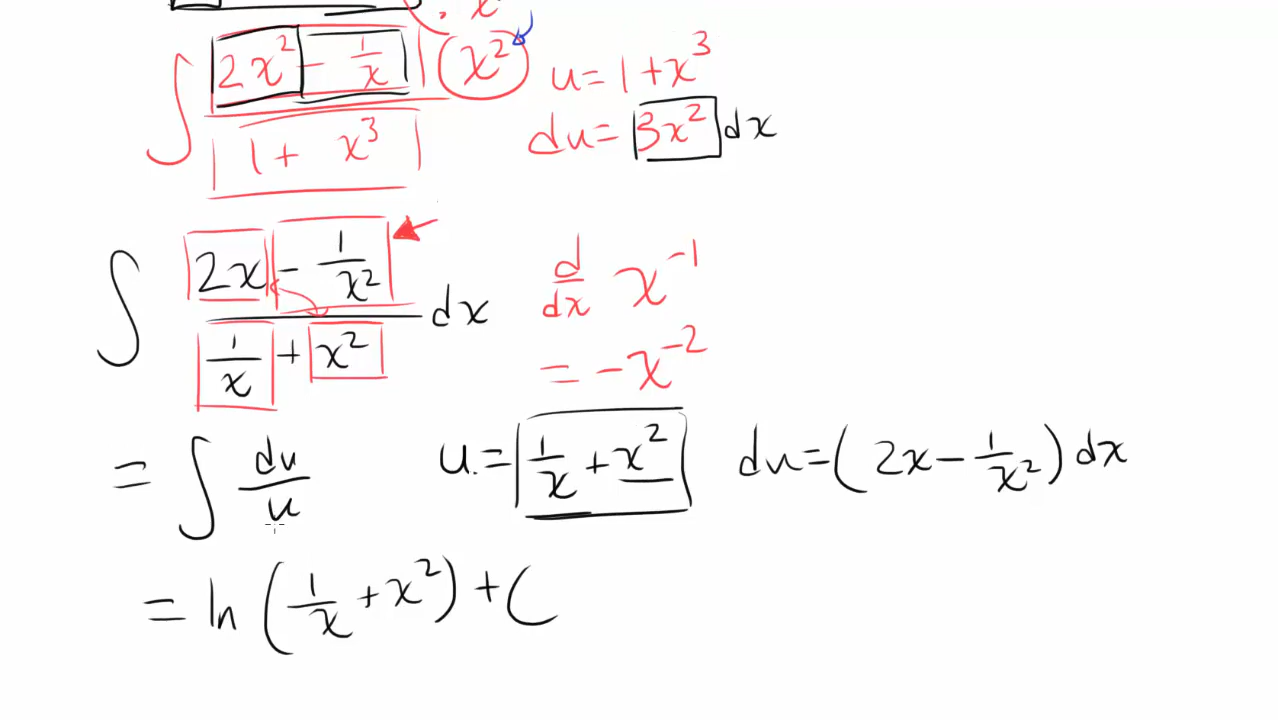 . x
∫ (2x² - 1/x) / (1 + x³) x² u = 1 + x³
du = 3x² dx
∫ (2x - 1/x²) / (1/x + x²) dx d/dx x⁻¹
= -x⁻²
= ∫ du/u u = 1/x + x² du = (2x - 1/x²) dx
= ln (1/x + x²) + C